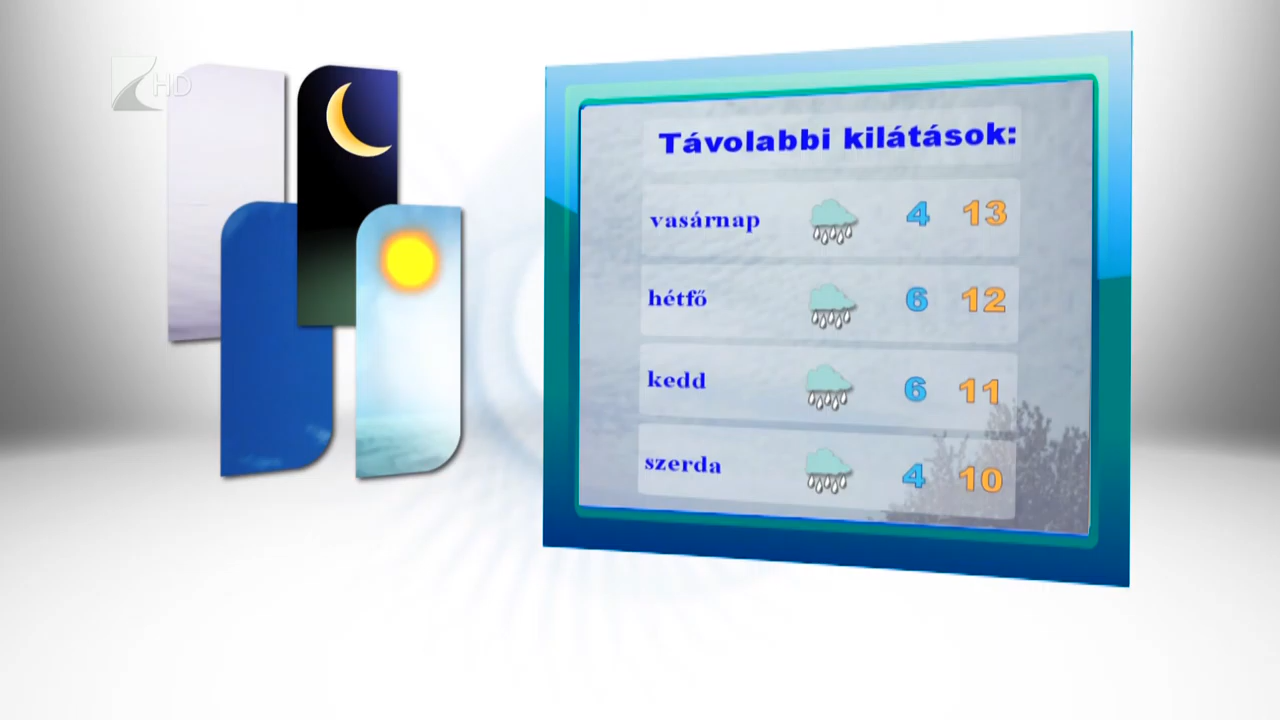 HD
Távolabbi kilátások:
vasárnap 4 13
hétfő 6 12
kedd 6 11
szerda 4 10